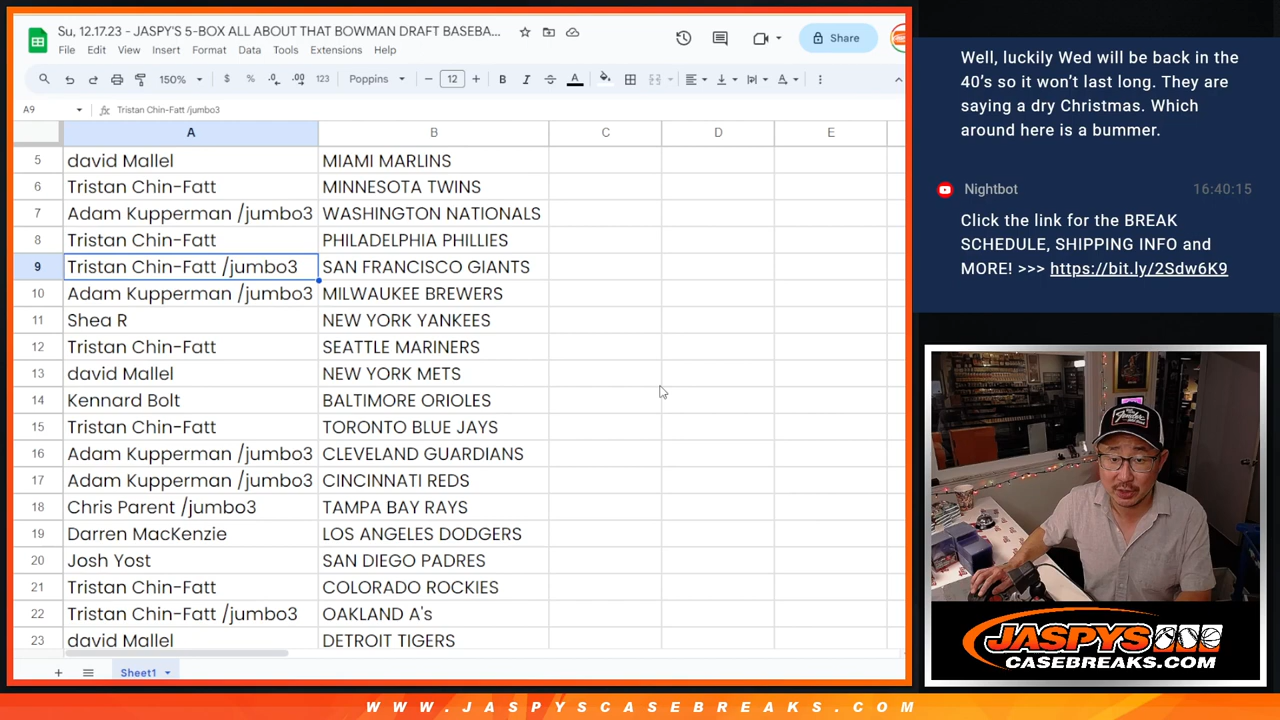 Su, 12.17.23 - JASPY'S 5-BOX ALL ABOUT THAT BOWMAN DRAFT BASEBA...
File Edit View Insert Format Data Tools Extensions Help
Share
150% $ % .0 .00 123 Poppins 12 B I A
A9 fx Tristan Chin-Fatt /jumbo3
A B C D E
5 david Mallel MIAMI MARLINS
6 Tristan Chin-Fatt MINNESOTA TWINS
7 Adam Kupperman /jumbo3 WASHINGTON NATIONALS
8 Tristan Chin-Fatt PHILADELPHIA PHILLIES
9 Tristan Chin-Fatt /jumbo3 SAN FRANCISCO GIANTS
10 Adam Kupperman /jumbo3 MILWAUKEE BREWERS
11 Shea R NEW YORK YANKEES
12 Tristan Chin-Fatt SEATTLE MARINERS
13 david Mallel NEW YORK METS
14 Kennard Bolt BALTIMORE ORIOLES
15 Tristan Chin-Fatt TORONTO BLUE JAYS
16 Adam Kupperman /jumbo3 CLEVELAND GUARDIANS
17 Adam Kupperman /jumbo3 CINCINNATI REDS
18 Chris Parent /jumbo3 TAMPA BAY RAYS
19 Darren MacKenzie LOS ANGELES DODGERS
20 Josh Yost SAN DIEGO PADRES
21 Tristan Chin-Fatt COLORADO ROCKIES
22 Tristan Chin-Fatt /jumbo3 OAKLAND A's
23 david Mallel DETROIT TIGERS
Sheet1
Well, luckily Wed will be back in the
40's so it won't last long. They are
saying a dry Christmas. Which
around here is a bummer.
Nightbot 16:40:15
Click the link for the BREAK
SCHEDULE, SHIPPING INFO and
MORE! >>> https://bit.ly/2Sdw6K9
JASPYS
CASEBREAKS.COM
WWW.JASPYSCASEBREAKS.COM